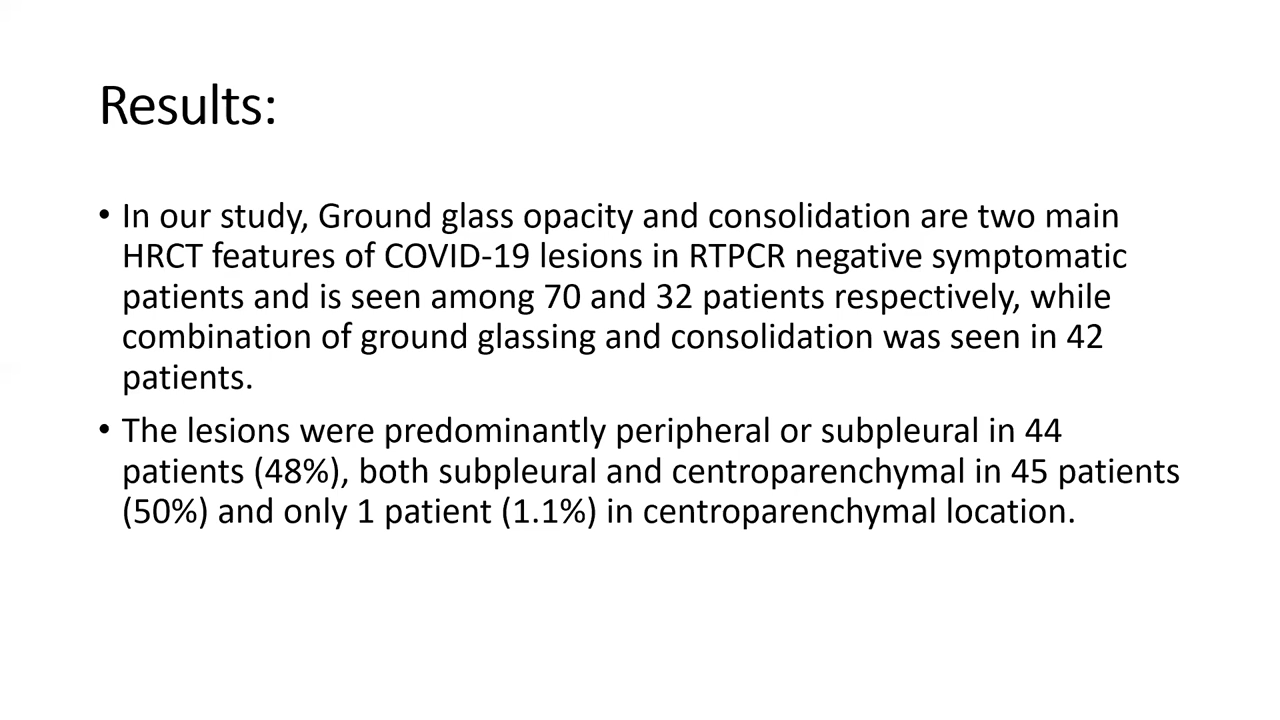 Results:
• In our study, Ground glass opacity and consolidation are two main
HRCT features of COVID-19 lesions in RTPCR negative symptomatic
patients and is seen among 70 and 32 patients respectively, while
combination of ground glassing and consolidation was seen in 42
patients.
• The lesions were predominantly peripheral or subpleural in 44
patients (48%), both subpleural and centroparenchymal in 45 patients
(50%) and only 1 patient (1.1%) in centroparenchymal location.